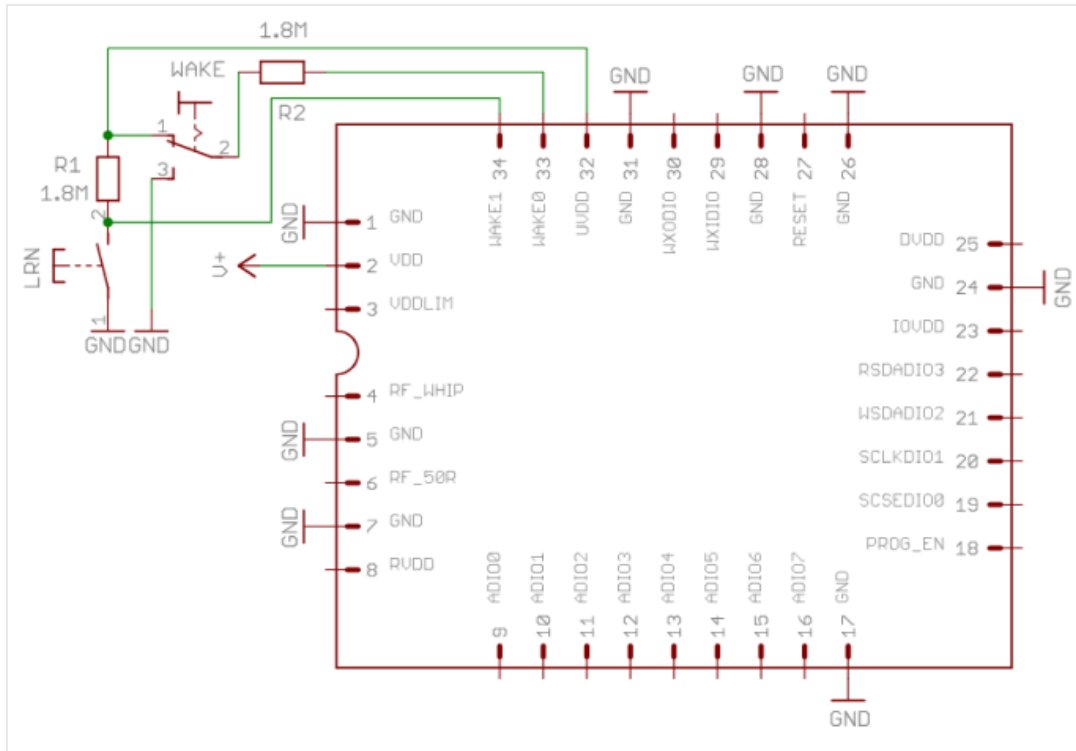 1.8M
WAKE
R2
1
2
3
R1
1.8M
2
LRN
1
GND
GND
V+
GND
GND
GND
34
33
32
31
30
29
28
27
26
WAKE1
WAKE0
UVDD
GND
WXODIO
WXIDIO
GND
RESET
GND
GND
1 GND
2 VDD
3 VDDLIM
4 RF_WHIP
GND
5 GND
6 RF_50R
GND
7 GND
8 RVDD
DVDD 25
GND 24
GND
IOVDD 23
RSDADIO3 22
WSDADIO2 21
SCLKDIO1 20
SCSEDIO0 19
PROG_EN 18
ADIO0
ADIO1
ADIO2
ADIO3
ADIO4
ADIO5
ADIO6
ADIO7
GND
9
10
11
12
13
14
15
16
17
GND